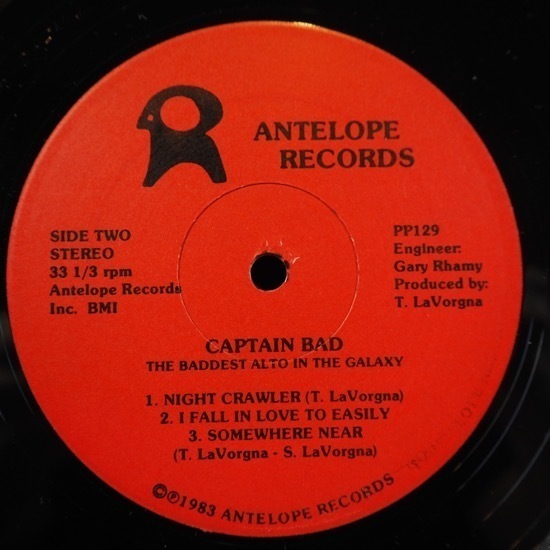 ANTELOPE
RECORDS
SIDE TWO
STEREO
33 1/3 rpm
Antelope Records
Inc. BMI
PP129
Engineer:
Gary Rhamy
Produced by:
T. LaVorgna
CAPTAIN BAD
THE BADDEST ALTO IN THE GALAXY
1. NIGHT CRAWLER (T. LaVorgna)
2. I FALL IN LOVE TO EASILY
3. SOMEWHERE NEAR
(T. LaVorgna - S. LaVorgna)
©℗1983 ANTELOPE RECORDS